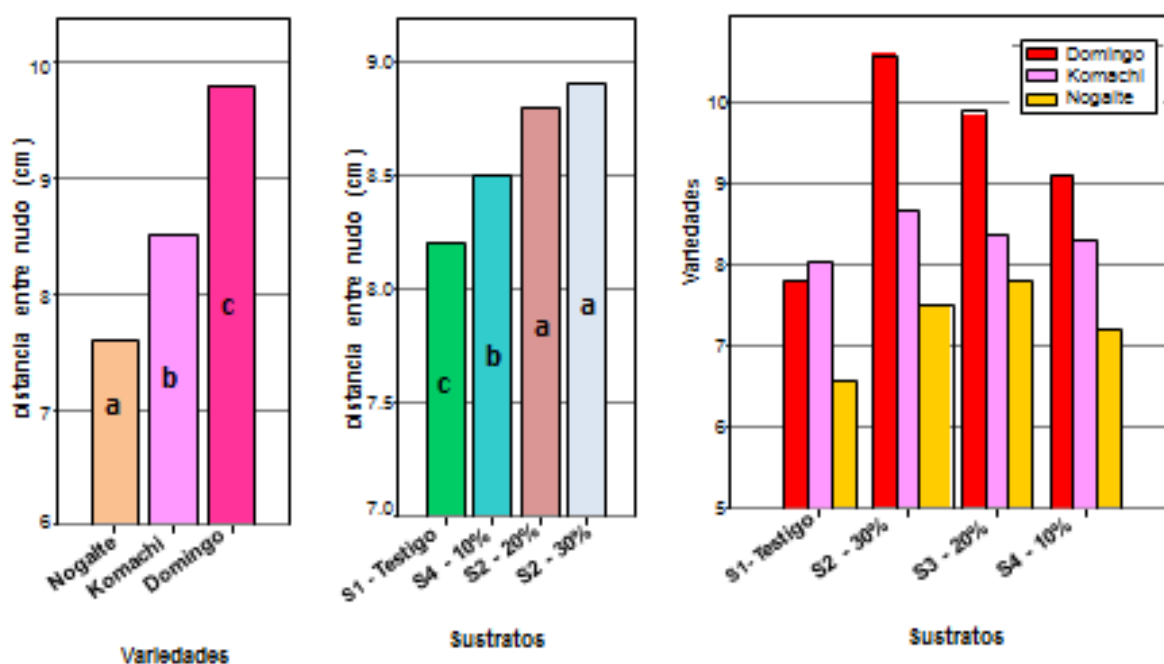 Distancia entre nudo (cm)
10
9
8
7
6
a
b
c
Nogalte
Komachi
Domingo
Variedades
Distancia entre nudo (cm)
9.0
8.5
8.0
7.5
7.0
c
b
a
a
S1 - Testigo
S4 - 10%
S2 - 20%
S2 - 30%
Sustratos
Variedades
10
9
8
7
6
5
Domingo
Komachi
Nogalte
S1- Testigo
S2 - 30%
S3 - 20%
S4 - 10%
Sustratos